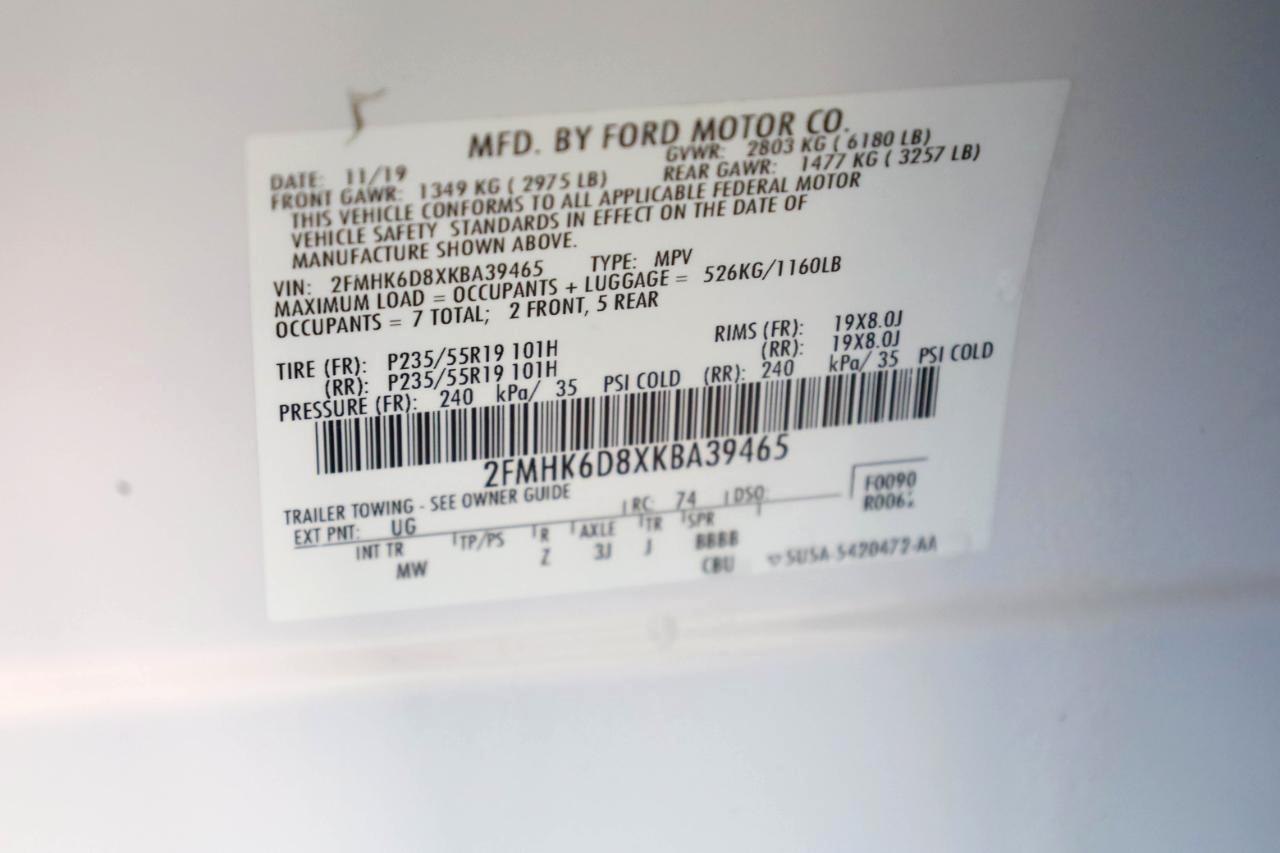 MFD. BY FORD MOTOR CO.
DATE: 11/19 GVWR: 2803 KG ( 6180 LB)
FRONT GAWR: 1349 KG ( 2975 LB) REAR GAWR: 1477 KG ( 3257 LB)
THIS VEHICLE CONFORMS TO ALL APPLICABLE FEDERAL MOTOR
VEHICLE SAFETY STANDARDS IN EFFECT ON THE DATE OF
MANUFACTURE SHOWN ABOVE.
VIN: 2FMHK6D8XKBA39465 TYPE: MPV
MAXIMUM LOAD = OCCUPANTS + LUGGAGE = 526KG/1160LB
OCCUPANTS = 7 TOTAL; 2 FRONT, 5 REAR
TIRE (FR): P235/55R19 101H RIMS (FR): 19X8.0J
(RR): P235/55R19 101H (RR): 19X8.0J
PRESSURE (FR): 240 kPa/ 35 PSI COLD (RR): 240 kPa/ 35 PSI COLD
2FMHK6D8XKBA39465
TRAILER TOWING - SEE OWNER GUIDE
EXT PNT: UG RC: 74 DSO: F0090
INT TR TP/PS R AXLE TR SPR
MW Z 3J J BBBB
CBU 5U5A-5420472-AA